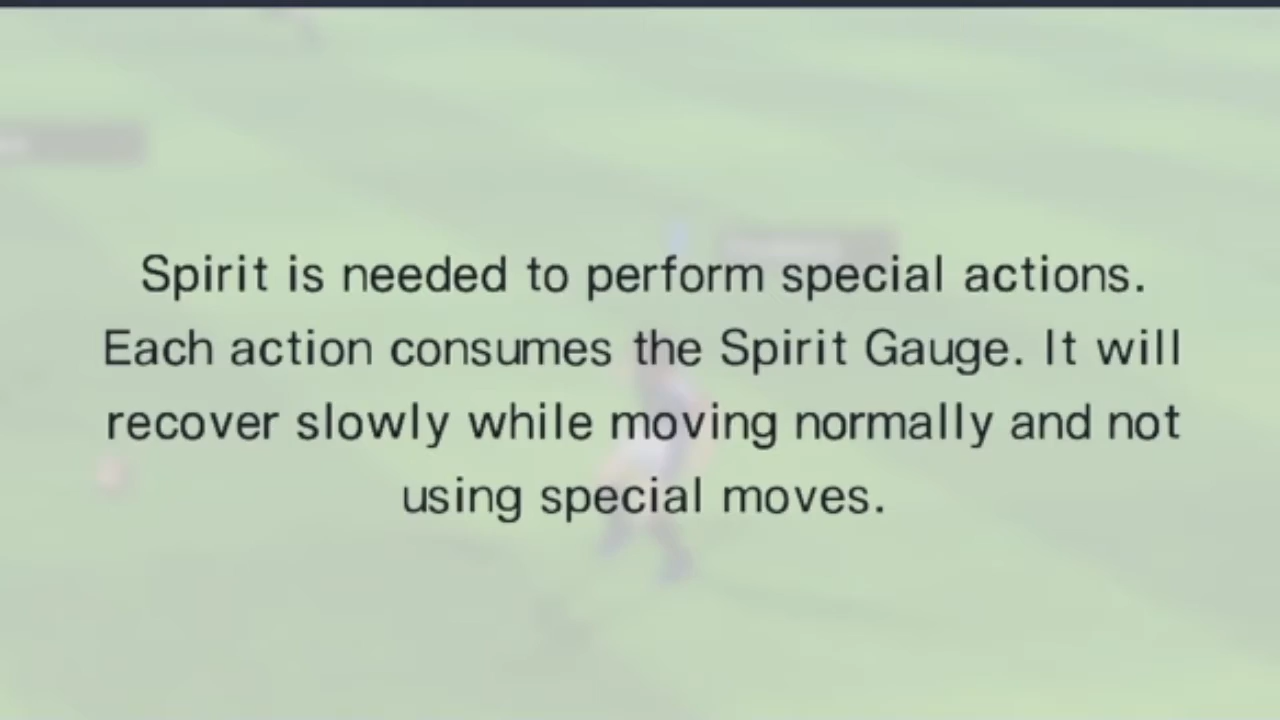 Spirit is needed to perform special actions.
Each action consumes the Spirit Gauge. It will
recover slowly while moving normally and not
using special moves.